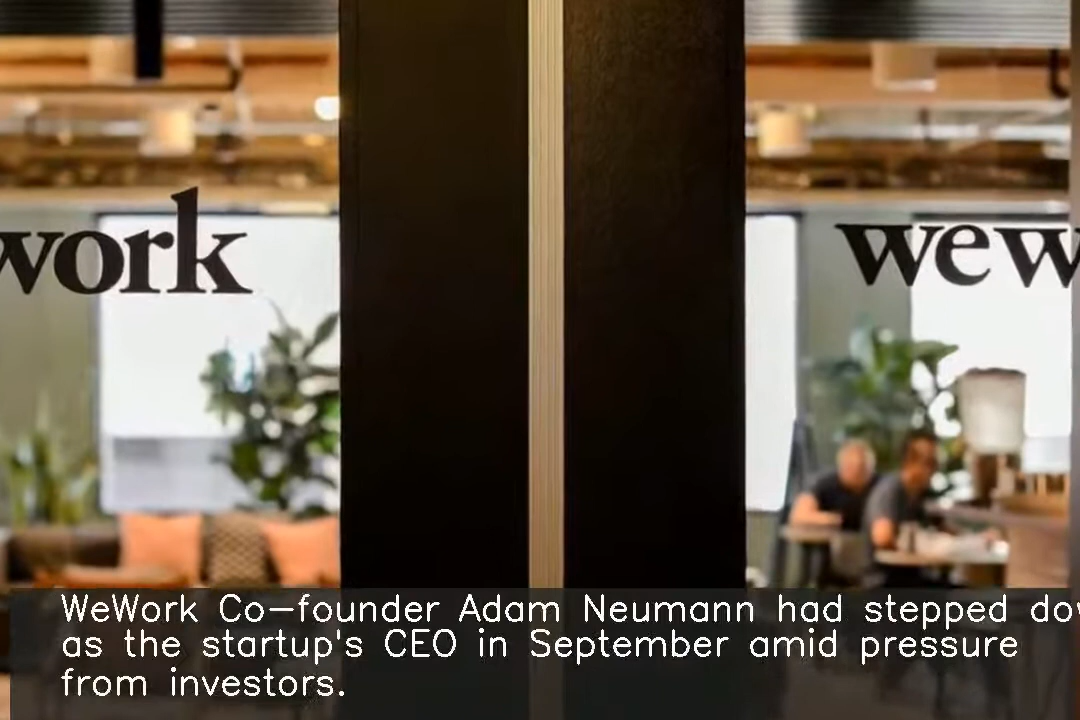 work wew
WeWork Co-founder Adam Neumann had stepped do
as the startup's CEO in September amid pressure
from investors.